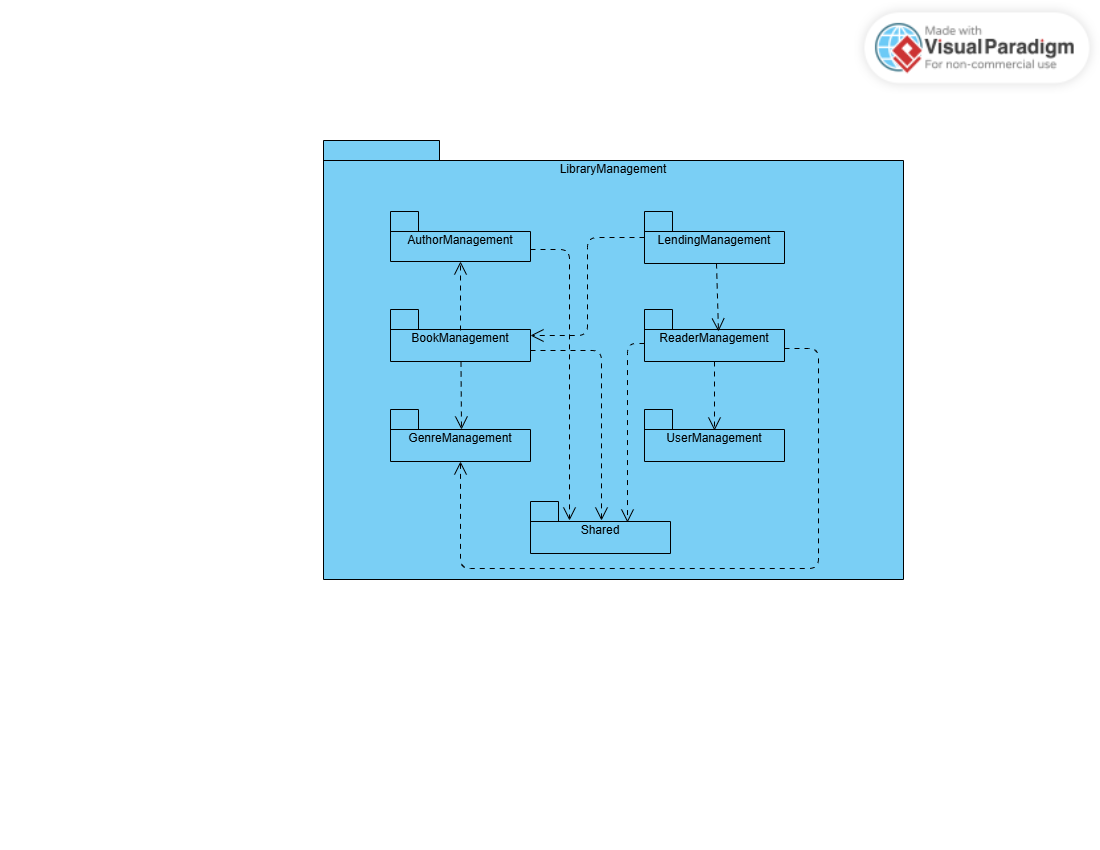 Made with
Visual Paradigm
For non-commercial use
LibraryManagement
AuthorManagement
LendingManagement
BookManagement
ReaderManagement
GenreManagement
UserManagement
Shared